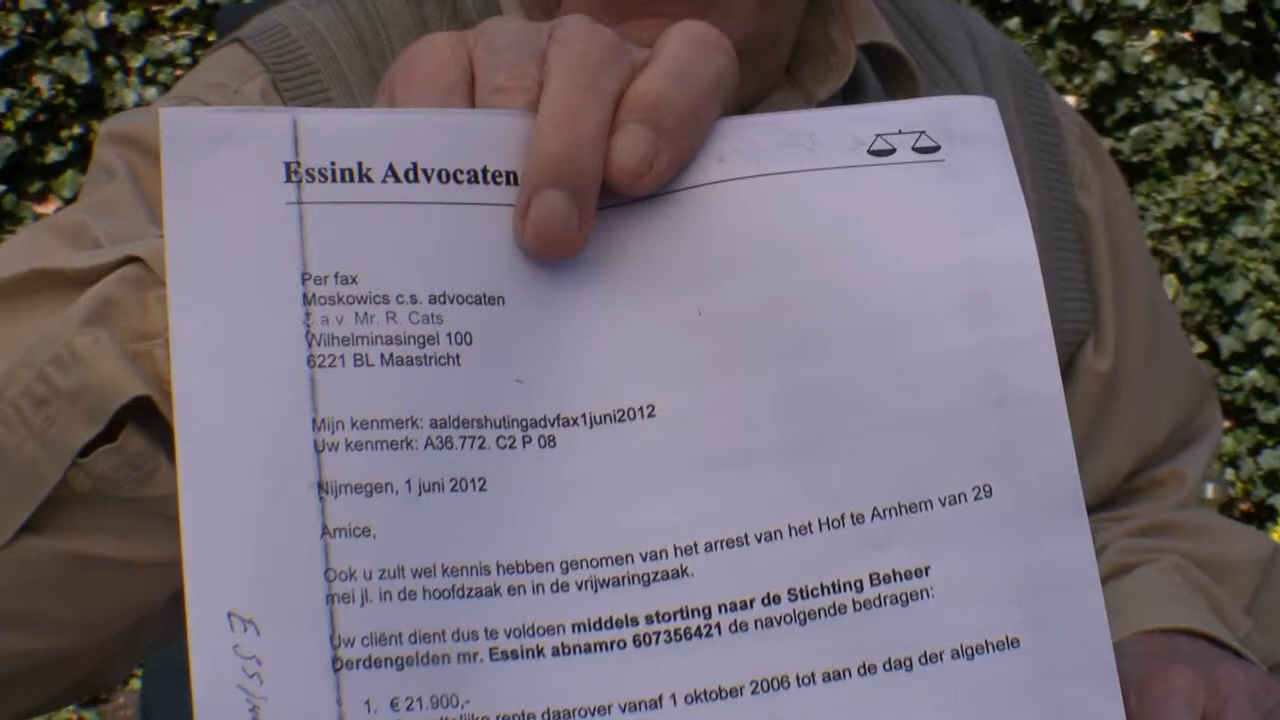 Essink Advocaten
Per fax
Moskowics c.s. advocaten
T.a.v. Mr. R. Cats
Wilhelminasingel 100
6221 BL Maastricht
Mijn kenmerk: aaldershutingadvfax1juni2012
Uw kenmerk: A36.772. C2 P 08
Nijmegen, 1 juni 2012
Amice,
Ook u zult wel kennis hebben genomen van het arrest van het Hof te Arnhem van 29
mei jl. in de hoofdzaak en in de vrijwaringzaak.
Uw cliënt dient dus te voldoen middels storting naar de Stichting Beheer
Derdengelden mr. Essink abnamro 607356421 de navolgende bedragen:
1. € 21.900,-
rente daarover vanaf 1 oktober 2006 tot aan de dag der algehele